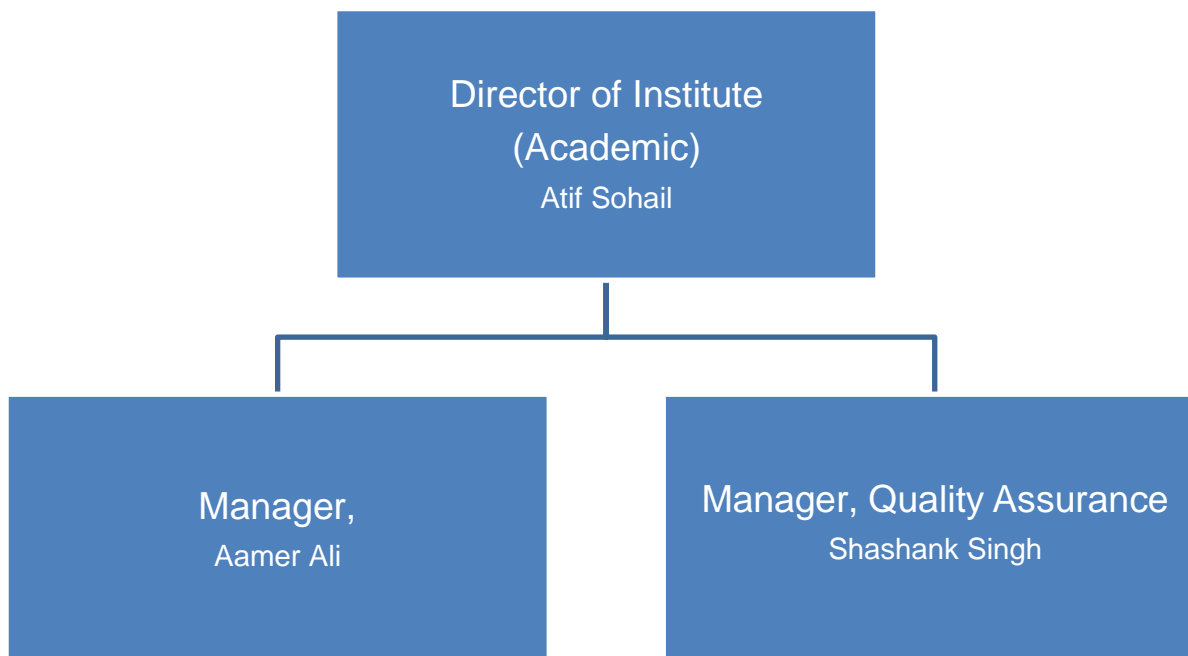 Director of Institute
(Academic)
Atif Sohail
Manager,
Aamer Ali
Manager, Quality Assurance
Shashank Singh